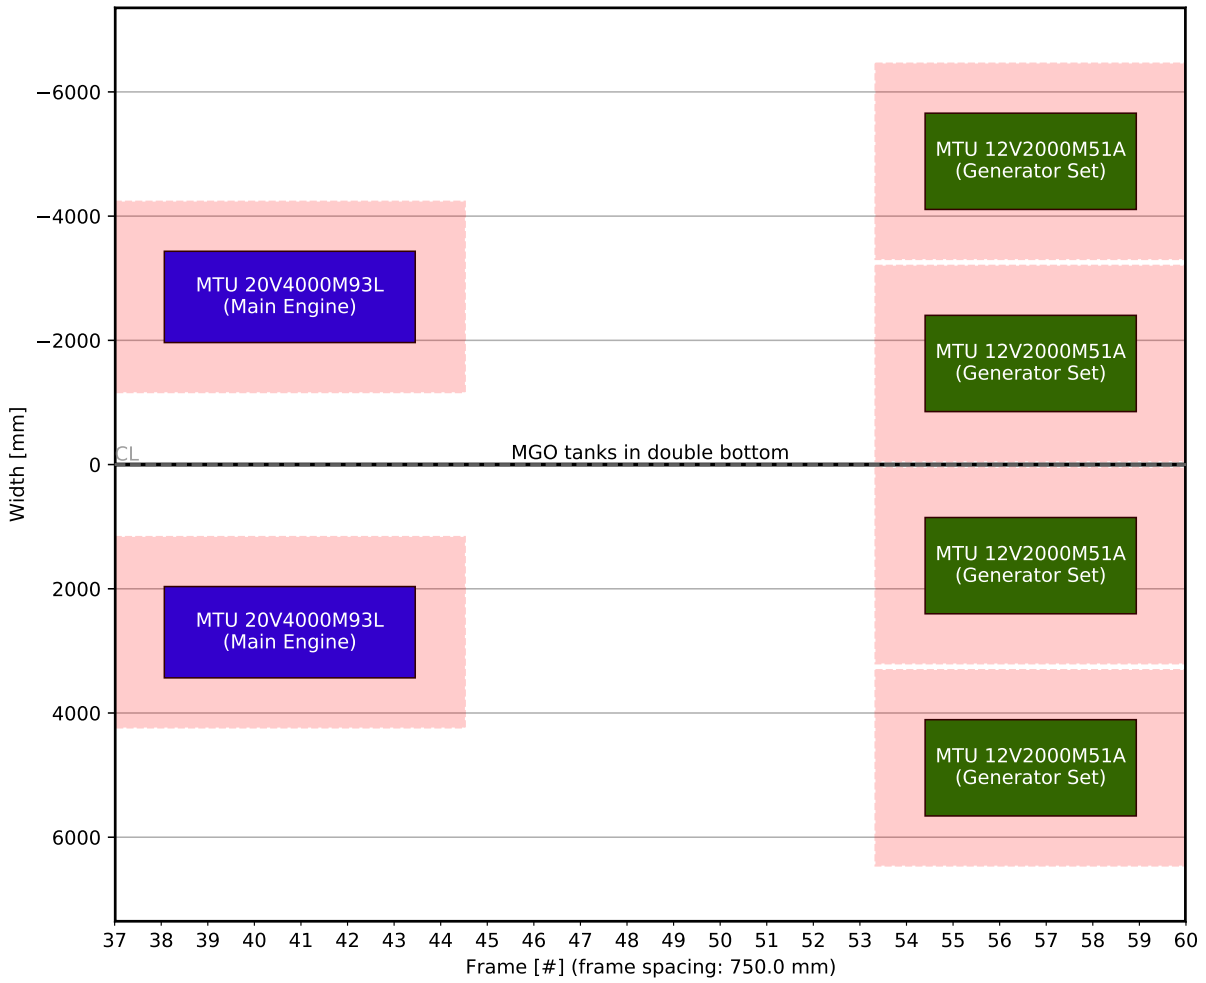 −6000
MTU 12V2000M51A
(Generator Set)
−4000
MTU 20V4000M93L
(Main Engine)
−2000
MTU 12V2000M51A
(Generator Set)
CL
MGO tanks in double bottom
0
Width [mm]
MTU 12V2000M51A
(Generator Set)
2000
MTU 20V4000M93L
(Main Engine)
4000
MTU 12V2000M51A
(Generator Set)
6000
37 38 39 40 41 42 43 44 45 46 47 48 49 50 51 52 53 54 55 56 57 58 59 60
Frame [#] (frame spacing: 750.0 mm)